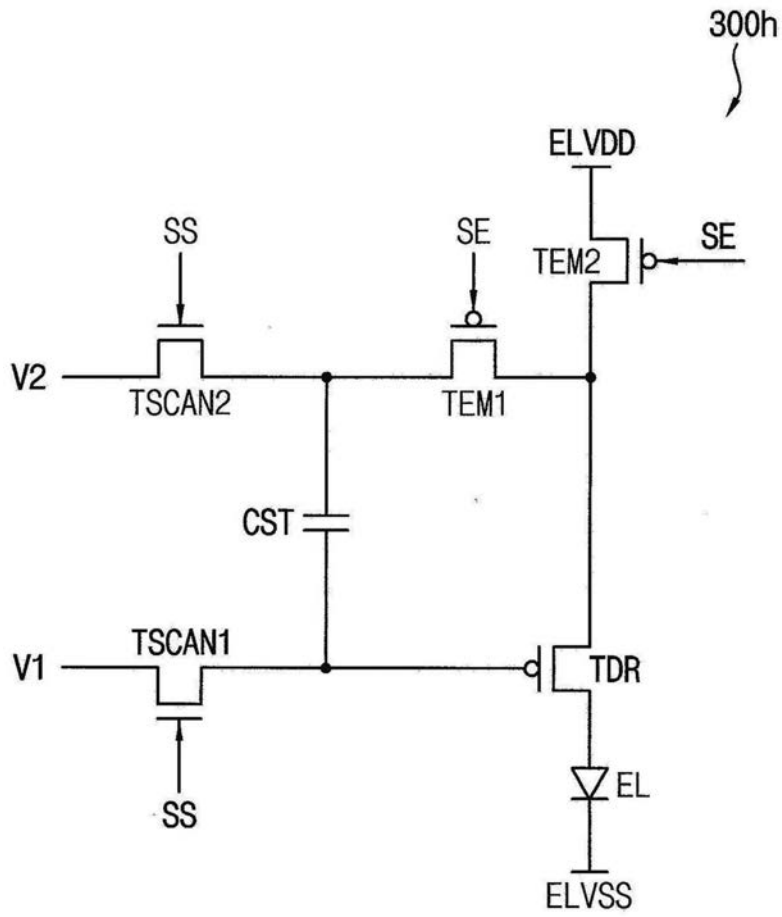 300h
ELVDD
SS
SE
TEM2
SE
V2
TSCAN2
TEM1
CST
TSCAN1
V1
TDR
EL
SS
ELVSS